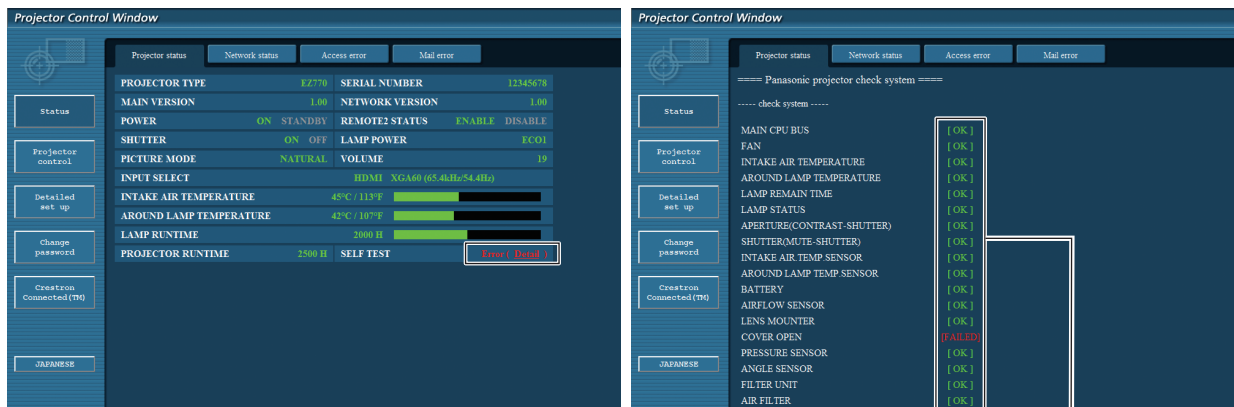 Projector Control Window
Projector status Network status Access error Mail error
Status
Projector control
Detailed set up
Change password
Crestron Connected(TM)
JAPANESE
PROJECTOR TYPE EZ770 SERIAL NUMBER 12345678
MAIN VERSION 1.00 NETWORK VERSION 1.00
POWER ON STANDBY REMOTE2 STATUS ENABLE DISABLE
SHUTTER ON OFF LAMP POWER ECO1
PICTURE MODE NATURAL VOLUME 19
INPUT SELECT HDMI XGA60 (65.4kHz/54.4Hz)
INTAKE AIR TEMPERATURE 45°C / 113°F
AROUND LAMP TEMPERATURE 42°C / 107°F
LAMP RUNTIME 2000 H
PROJECTOR RUNTIME 2500 H SELF TEST Error ( Detail )
Projector Control Window
Projector status Network status Access error Mail error
Status
Projector control
Detailed set up
Change password
Crestron Connected(TM)
JAPANESE
==== Panasonic projector check system ====
----- check system -----
MAIN CPU BUS [ OK ]
FAN [ OK ]
INTAKE AIR TEMPERATURE [ OK ]
AROUND LAMP TEMPERATURE [ OK ]
LAMP REMAIN TIME [ OK ]
LAMP STATUS [ OK ]
APERTURE(CONTRAST-SHUTTER) [ OK ]
SHUTTER(MUTE-SHUTTER) [ OK ]
INTAKE AIR TEMP.SENSOR [ OK ]
AROUND LAMP TEMP.SENSOR [ OK ]
BATTERY [ OK ]
AIRFLOW SENSOR [ OK ]
LENS MOUNTER [ OK ]
COVER OPEN [FAILED]
PRESSURE SENSOR [ OK ]
ANGLE SENSOR [ OK ]
FILTER UNIT [ OK ]
AIR FILTER [ OK ]